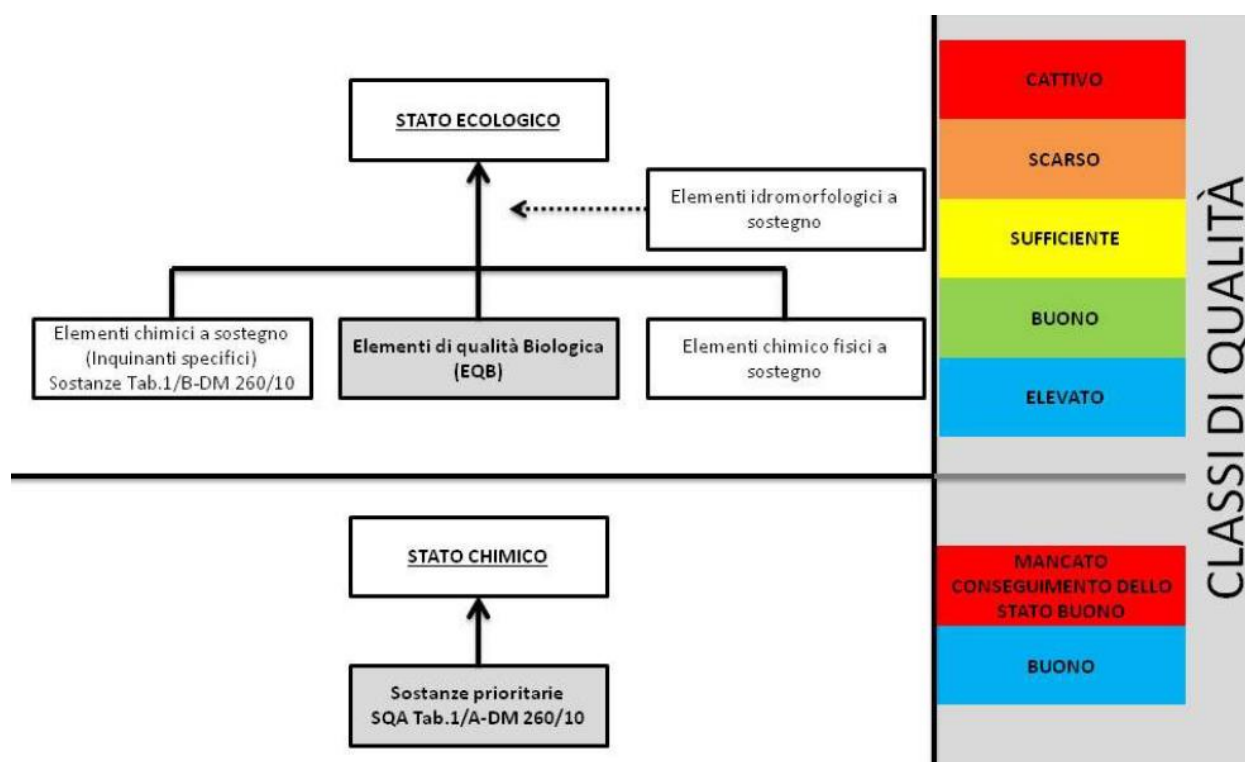 STATO ECOLOGICO
Elementi idromorfologici a
sostegno
Elementi chimici a sostegno
(Inquinanti specifici)
Sostanze Tab.1/B-DM 260/10
Elementi di qualità Biologica
(EQB)
Elementi chimico fisici a
sostegno
STATO CHIMICO
Sostanze prioritarie
SQA Tab.1/A-DM 260/10
CATTIVO
SCARSO
SUFFICIENTE
BUONO
ELEVATO
MANCATO
CONSEGUIMENTO DELLO
STATO BUONO
BUONO
CLASSI DI QUALITÀ